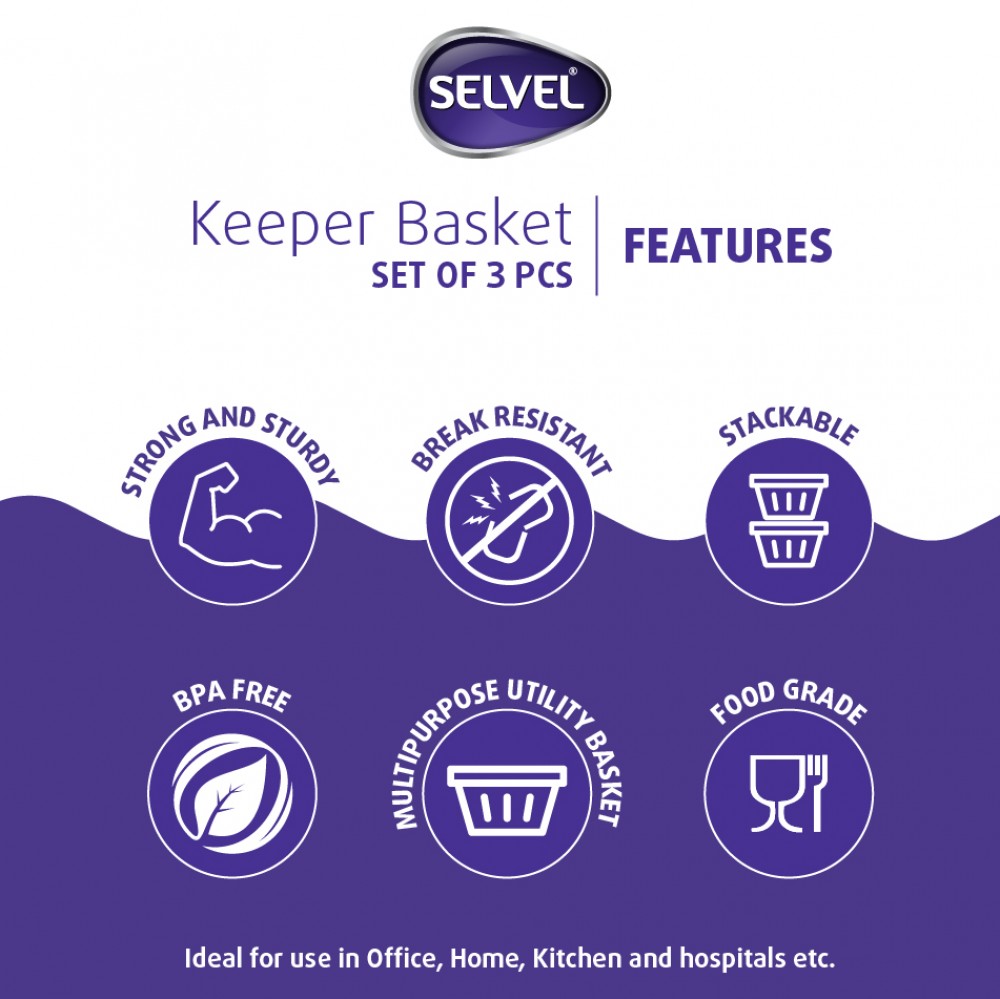 SELVEL®
Keeper Basket
SET OF 3 PCS
FEATURES
STRONG AND STURDY
BREAK RESISTANT
STACKABLE
BPA FREE
MULTIPURPOSE UTILITY BASKET
FOOD GRADE
Ideal for use in Office, Home, Kitchen and hospitals etc.